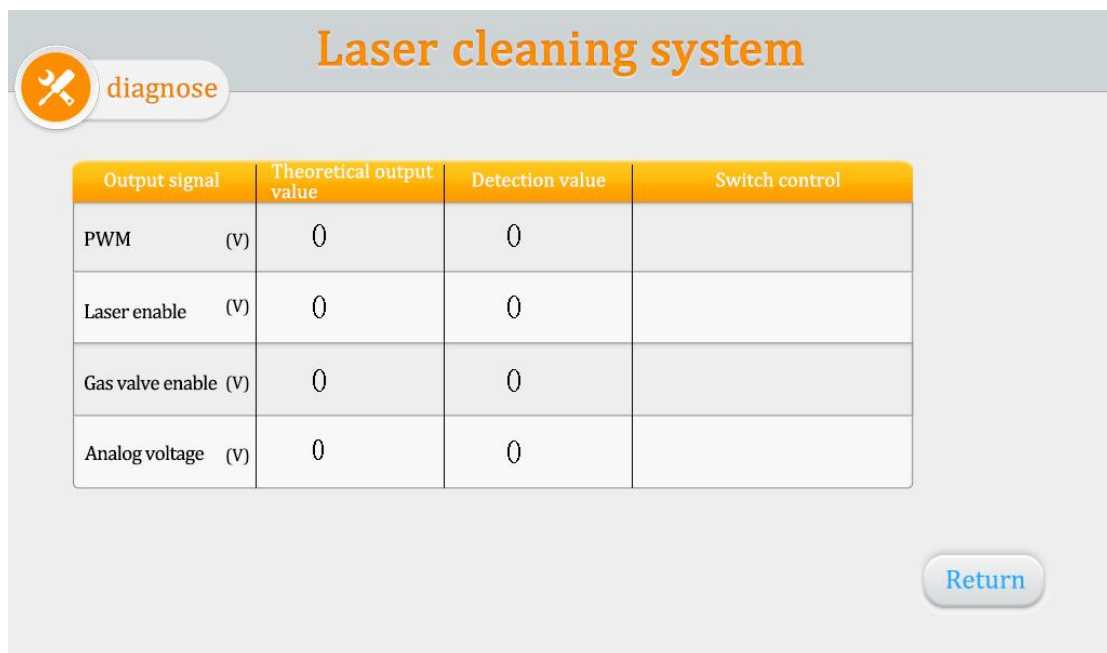 Laser cleaning system
diagnose
Output signal Theoretical output value Detection value Switch control
PWM (V) 0 0
Laser enable (V) 0 0
Gas valve enable (V) 0 0
Analog voltage (V) 0 0
Return